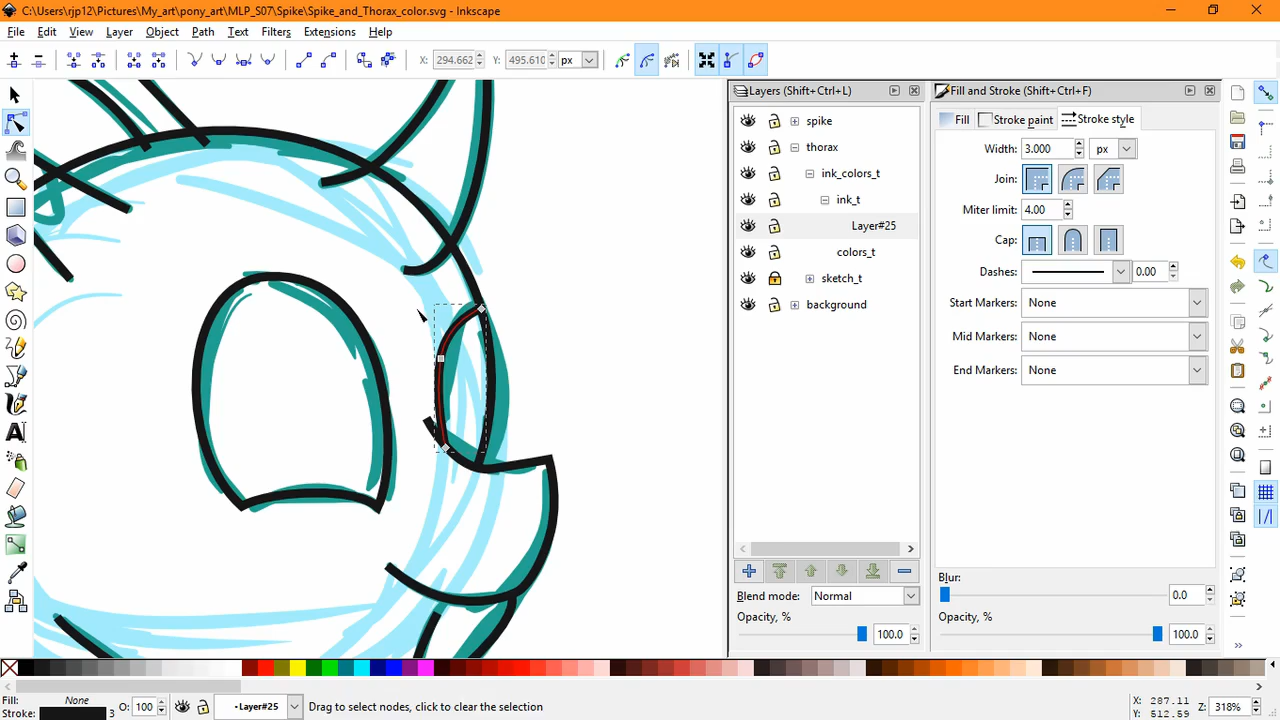 C:\Users\rjp12\Pictures\My_art\pony_art\MLP_S07\Spike\Spike_and_Thorax_color.svg - Inkscape
File Edit View Layer Object Path Text Filters Extensions Help
X: 294.662 Y: 495.610 px
Layers (Shift+Ctrl+L)
Fill and Stroke (Shift+Ctrl+F)
spike
thorax
ink_colors_t
ink_t
Layer#25
colors_t
sketch_t
background
Fill Stroke paint Stroke style
Width: 3.000 px
Join:
Miter limit: 4.00
Cap:
Dashes: 0.00
Start Markers: None
Mid Markers: None
End Markers: None
Blend mode: Normal
Opacity, %
100.0
Blur:
0.0
Opacity, %
100.0
Fill: None
Stroke: 3
O: 100
•Layer#25
Drag to select nodes, click to clear the selection
X: 287.11
Y: 512.59
Z: 318%